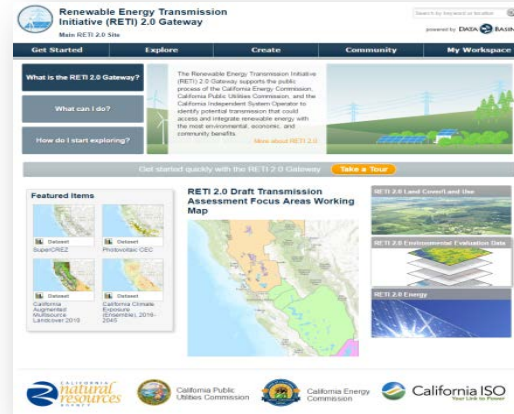 Renewable Energy Transmission
Initiative (RETI) 2.0 Gateway
Main RETI 2.0 Site
Search by keyword or location
powered by DATA BASIN
Get Started
Explore
Create
Community
My Workspace
What is the RETI 2.0 Gateway?
What can I do?
How do I start exploring?
The Renewable Energy Transmission Initiative
(RETI) 2.0 Gateway supports the public
process of the California Energy Commission,
California Public Utilities Commission, and the
California Independent System Operator to
identify potential transmission that could
access and integrate renewable energy with
the most environmental, economic, and
community benefits.
More about RETI 2.0
Get started quickly with the RETI 2.0 Gateway
Take a Tour
Featured Items
Dataset
SuperCREZ
Dataset
Photovoltaic CEC
Dataset
California
Augmented
Multisource
Landcover 2010
Dataset
California Climate
Exposure
(Ensemble), 2016-
2045
RETI 2.0 Draft Transmission
Assessment Focus Areas Working
Map
RETI 2.0 Land Cover/Land Use
RETI 2.0 Environmental Evaluation Data
RETI 2.0 Energy
CALIFORNIA
natural
resources
AGENCY
California Public
Utilities Commission
California Energy
Commission
California ISO
Your Link to Power